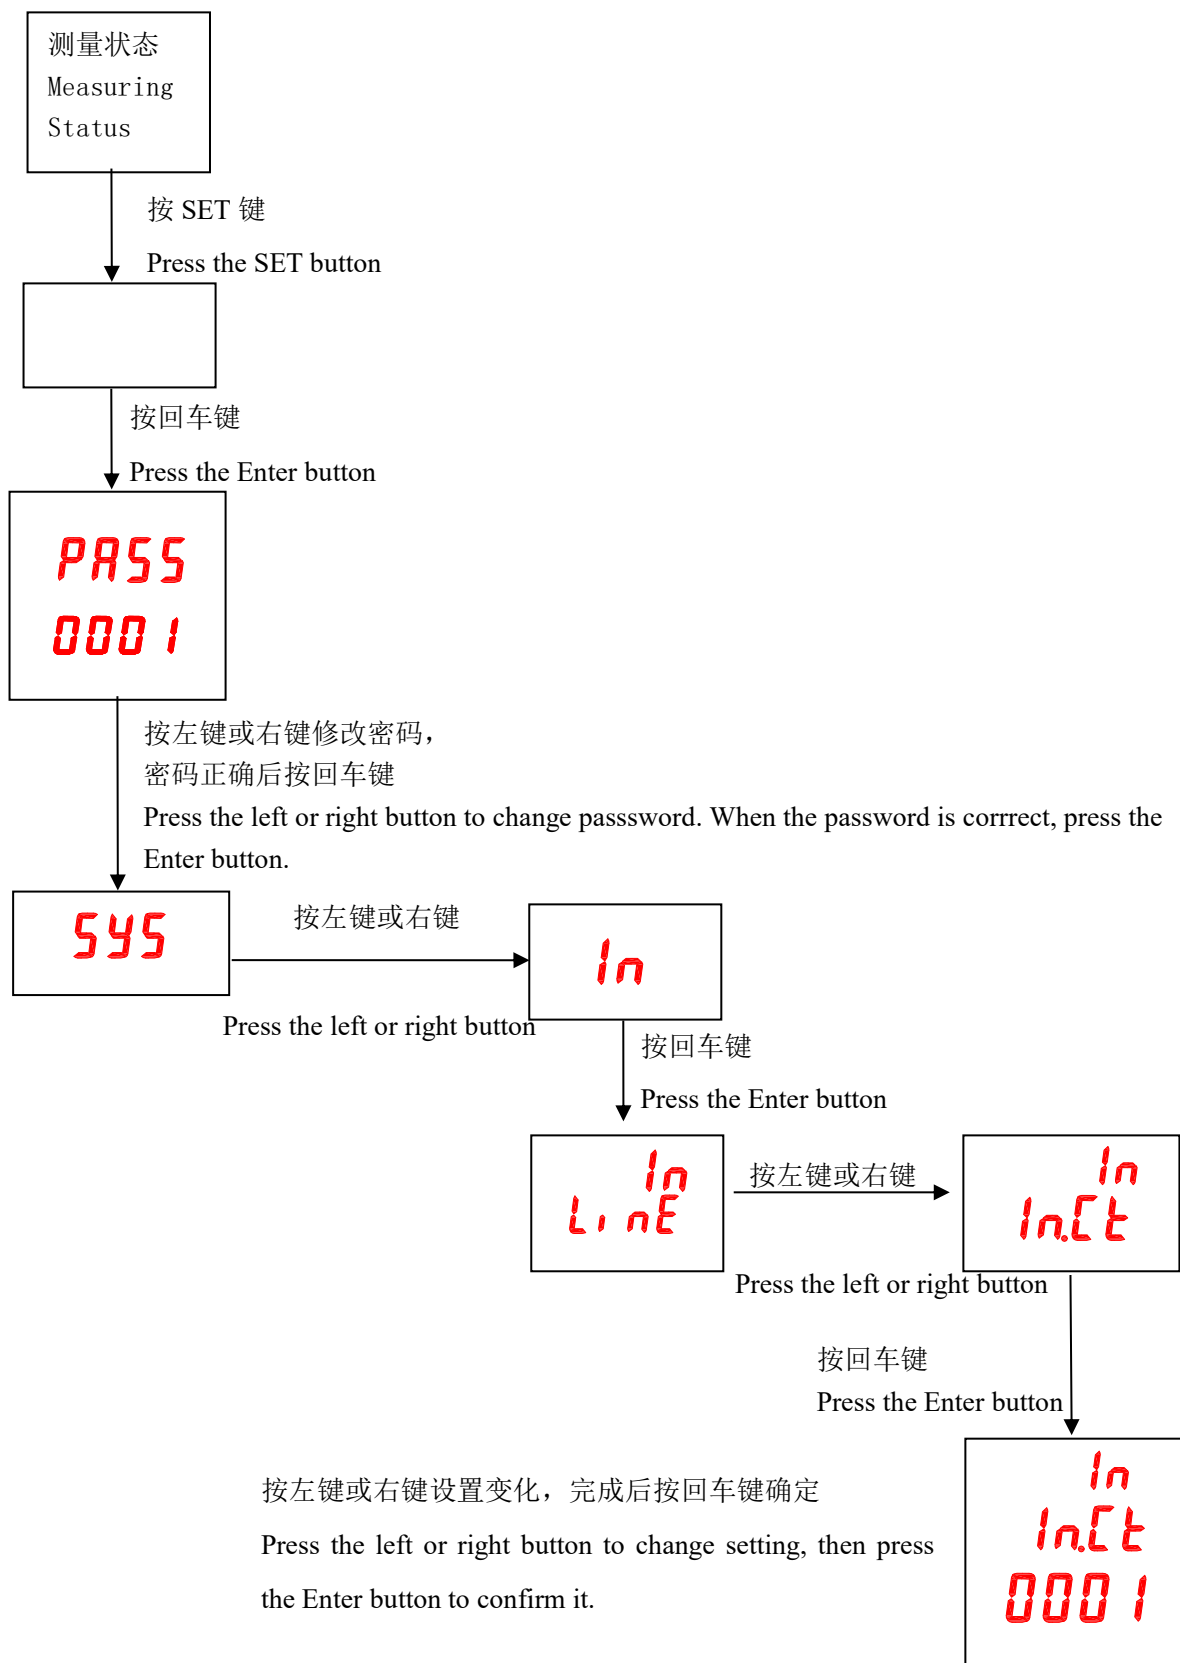 测量状态
Measuring
Status
按 SET 键
Press the SET button
按回车键
Press the Enter button
PASS
0001
按左键或右键修改密码，
密码正确后按回车键
Press the left or right button to change passsword. When the password is corrrect, press the
Enter button.
SYS
按左键或右键
Press the left or right button
In
按回车键
Press the Enter button
In
LinE
按左键或右键
Press the left or right button
In
In.Ct
按回车键
Press the Enter button
In
In.Ct
0001
按左键或右键设置变化，完成后按回车键确定
Press the left or right button to change setting, then press
the Enter button to confirm it.